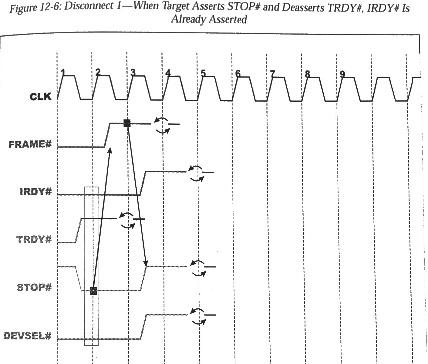 Figure 12-6: Disconnect 1—When Target Asserts STOP# and Deasserts TRDY#, IRDY# Is
Already Asserted
1 2 3 4 5 6 7 8 9
CLK
FRAME#
IRDY#
TRDY#
STOP#
DEVSEL#